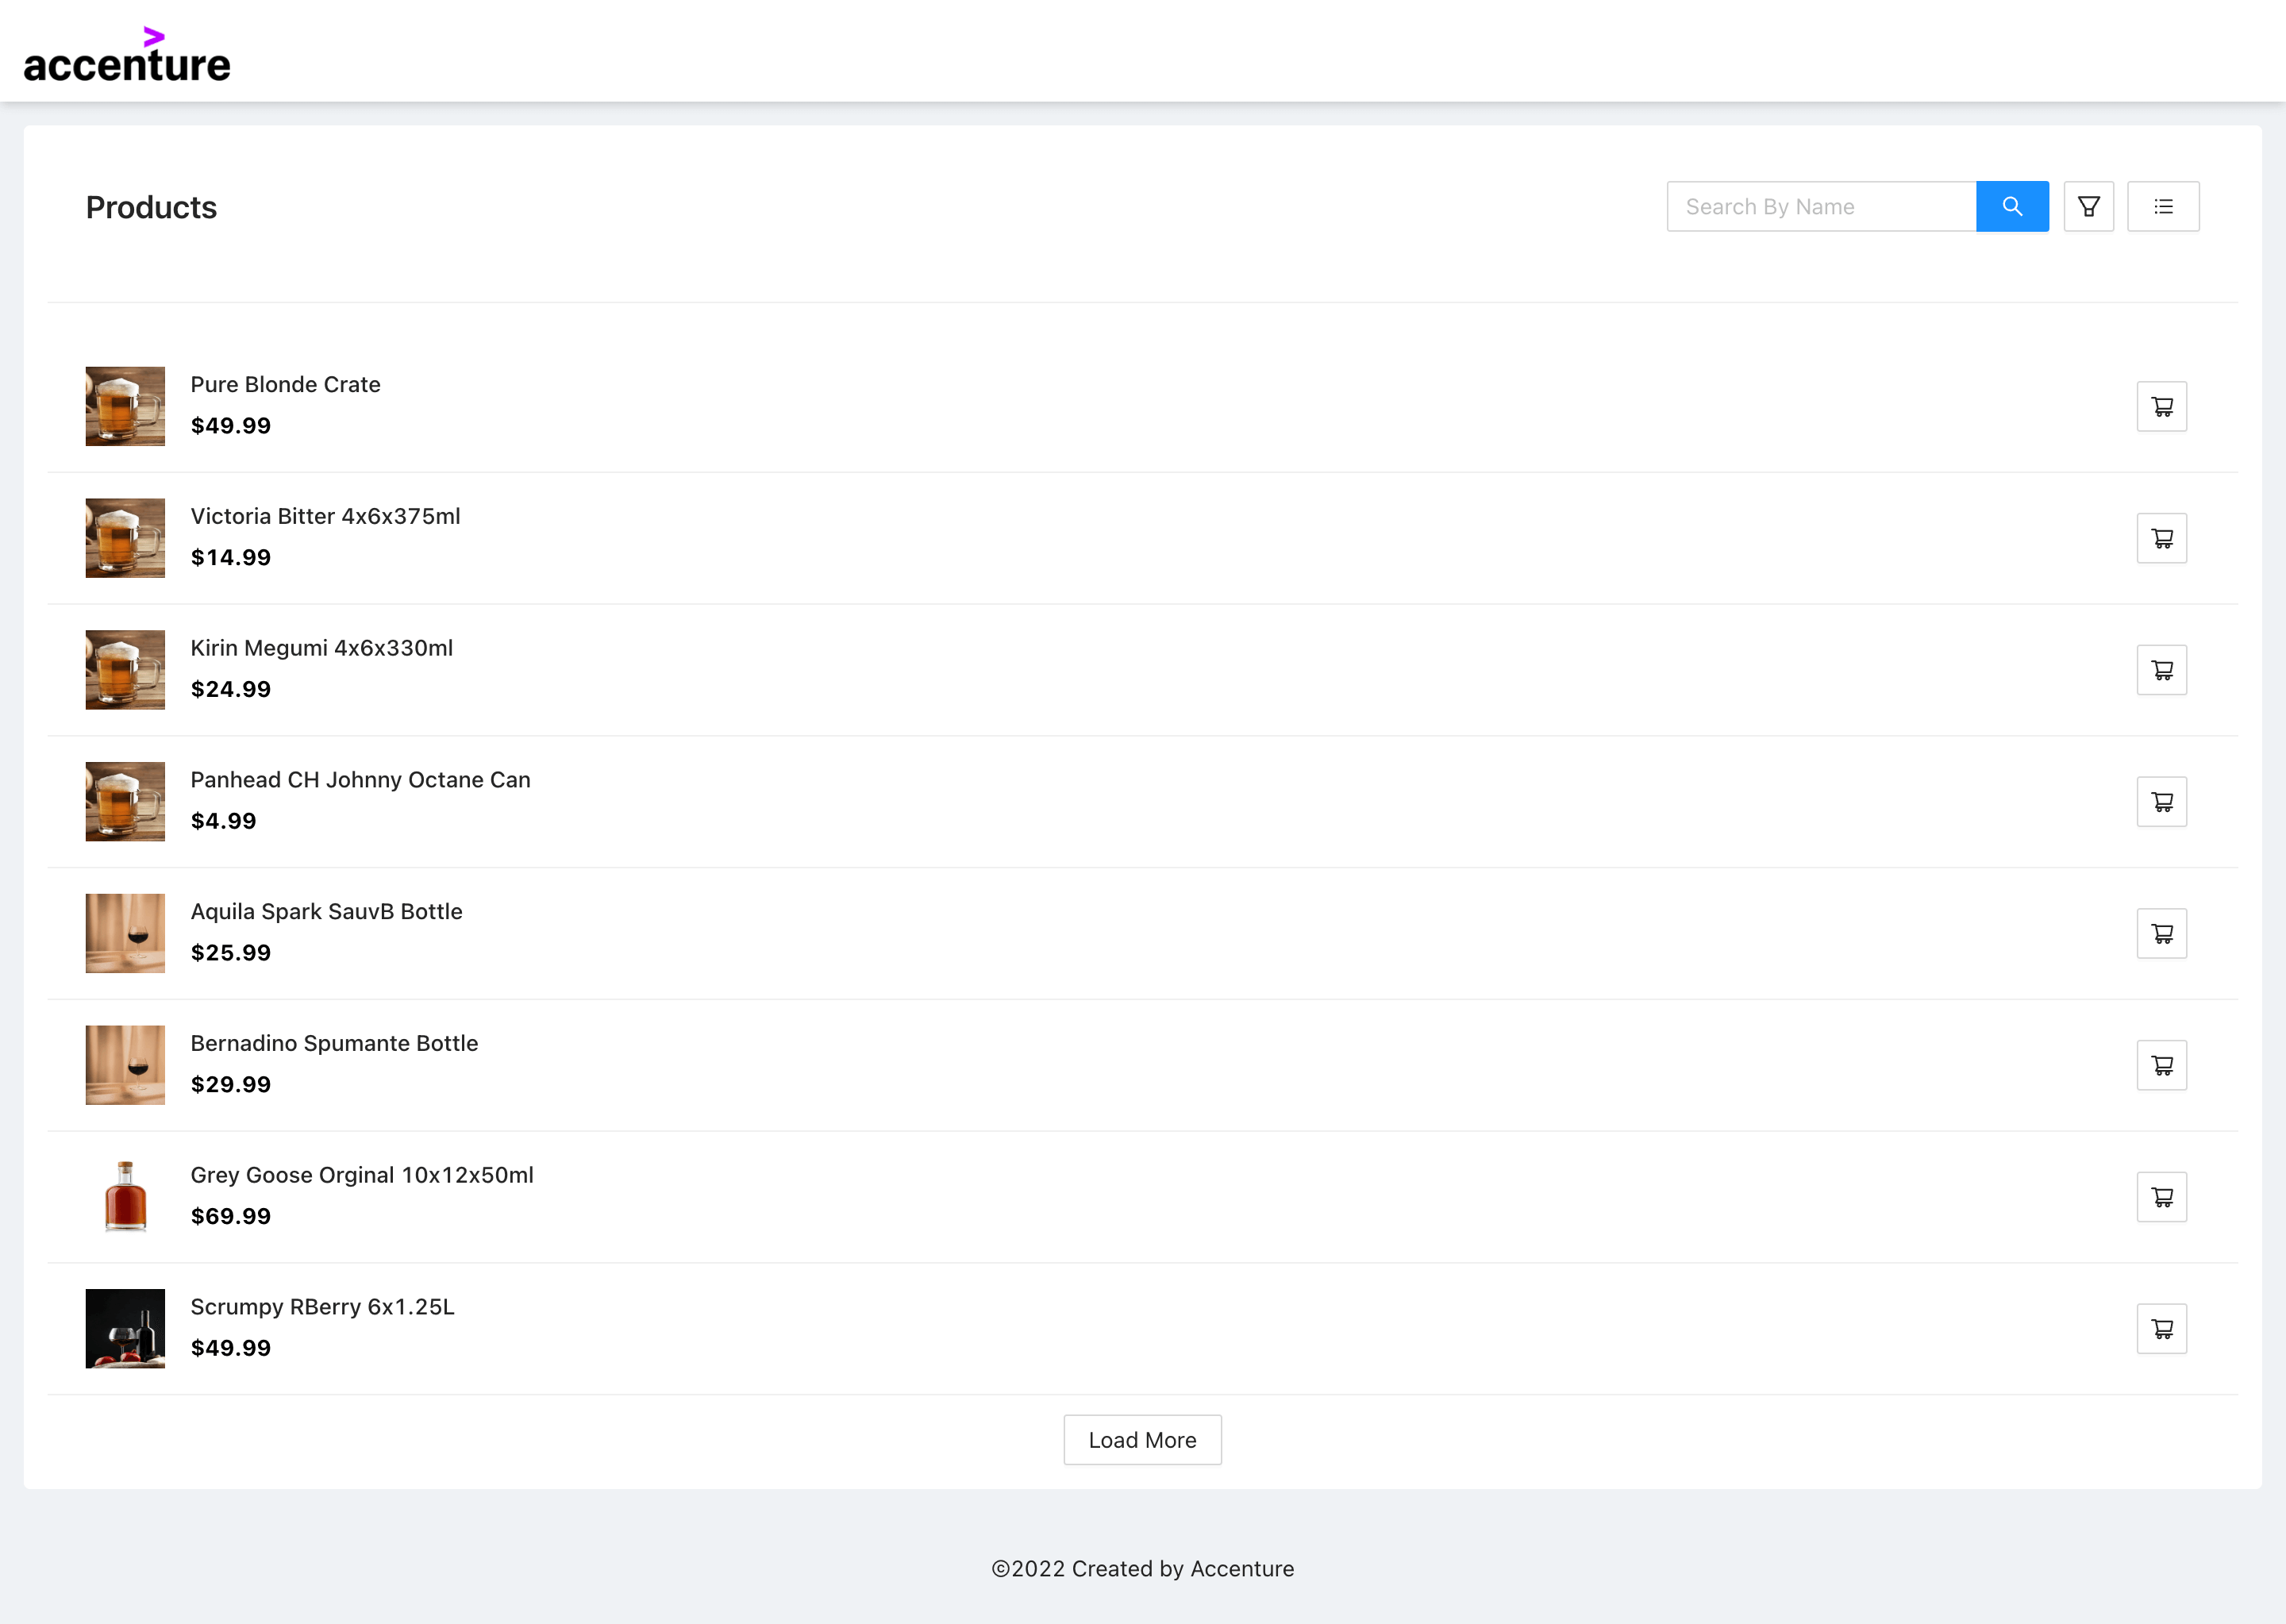 accenture
Products
Search By Name
Pure Blonde Crate
$49.99
Victoria Bitter 4x6x375ml
$14.99
Kirin Megumi 4x6x330ml
$24.99
Panhead CH Johnny Octane Can
$4.99
Aquila Spark SauvB Bottle
$25.99
Bernadino Spumante Bottle
$29.99
Grey Goose Orginal 10x12x50ml
$69.99
Scrumpy RBerry 6x1.25L
$49.99
Load More
©2022 Created by Accenture